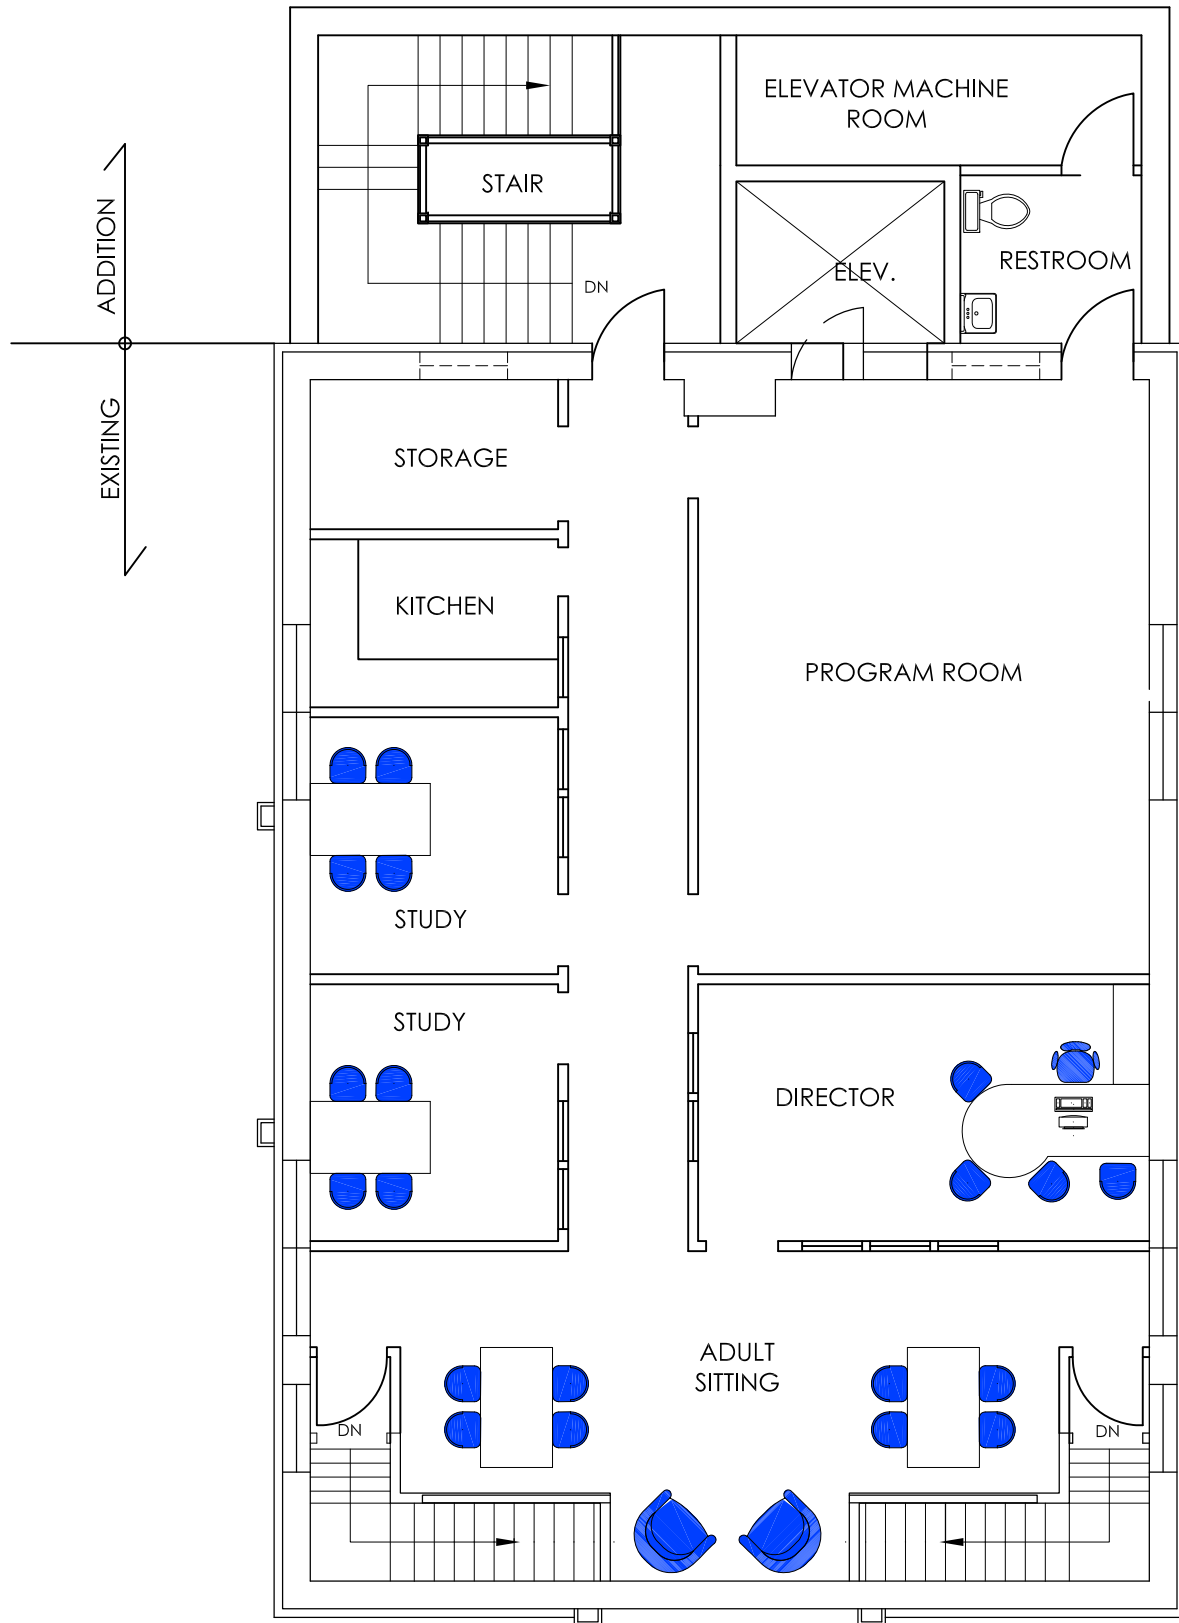 ELEVATOR MACHINE
ROOM
STAIR
ADDITION
RESTROOM
ELEV.
DN
EXISTING
STORAGE
KITCHEN
PROGRAM ROOM
STUDY
STUDY
DIRECTOR
ADULT
SITTING
DN
DN